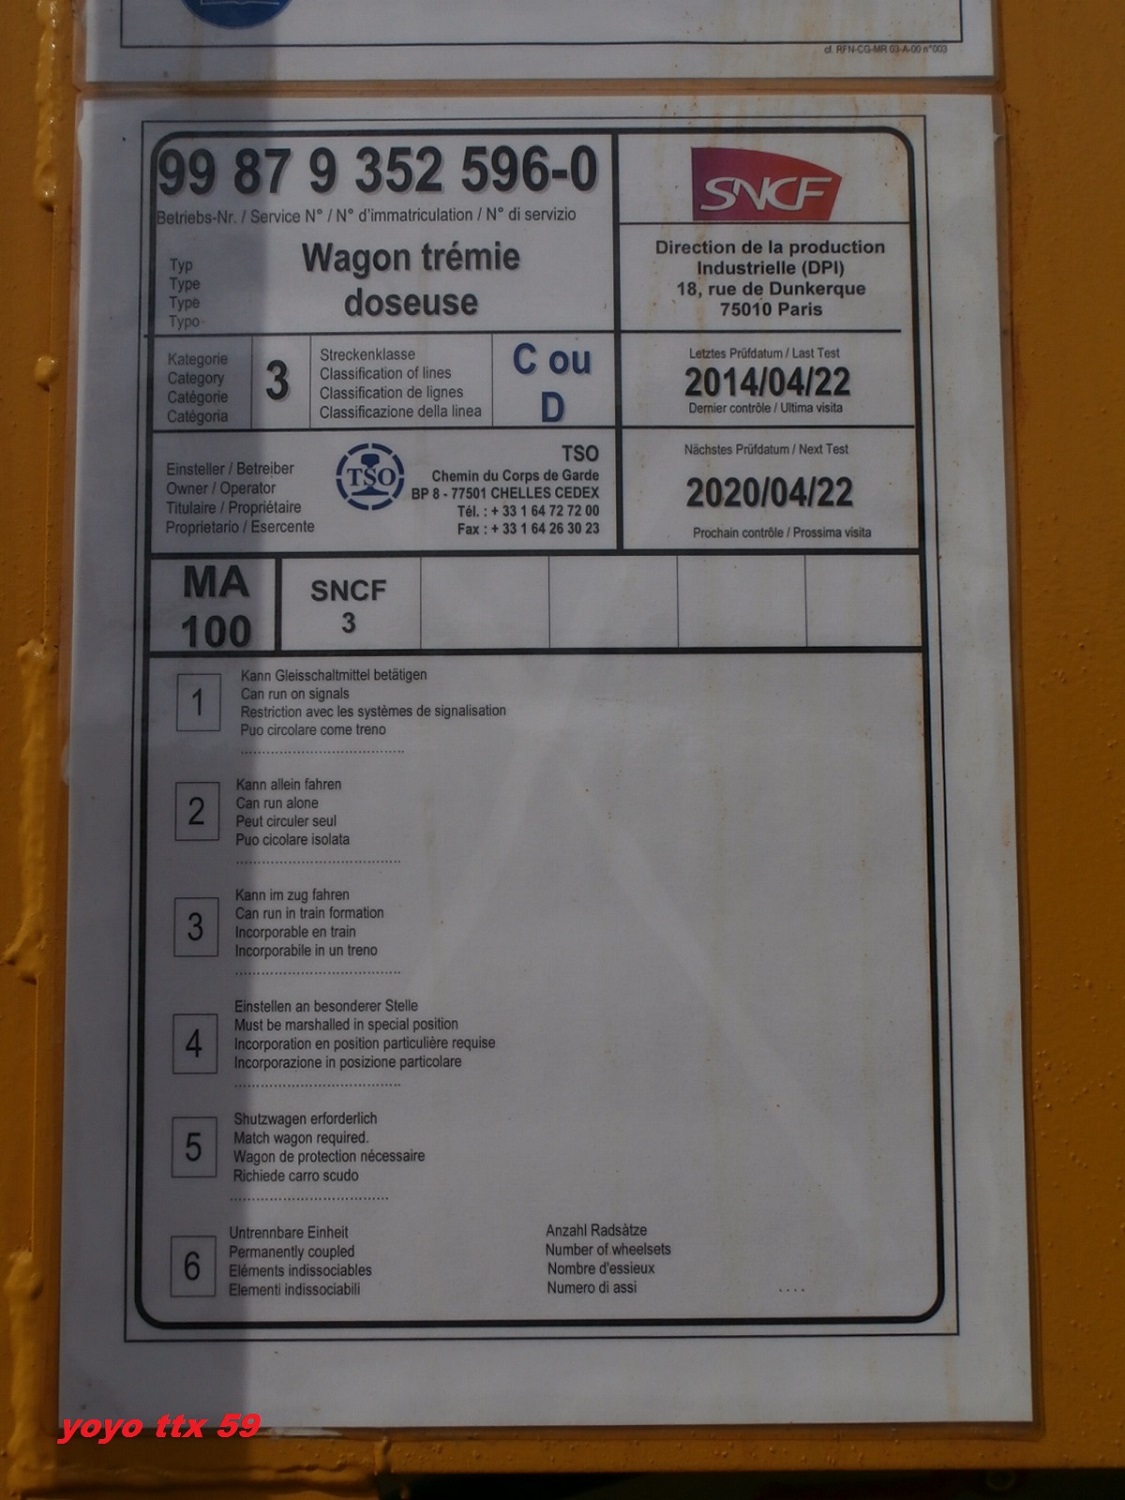 cf. RFN-CG-MR 03-A-00 n°003
99 87 9 352 596-0
Betriebs-Nr. / Service N° / N° d'immatriculation / N° di servizio
Typ
Type
Type
Typo
Wagon trémie
doseuse
SNCF
Direction de la production
Industrielle (DPI)
18, rue de Dunkerque
75010 Paris
Kategorie
Category
Catégorie
Catégoria
3
Streckenklasse
Classification of lines
Classification de lignes
Classificazione della linea
C ou
D
Letztes Prüfdatum / Last Test
2014/04/22
Dernier contrôle / Ultima visita
Einsteller / Betreiber
Owner / Operator
Titulaire / Propriétaire
Proprietario / Esercente
TSO
TSO
Chemin du Corps de Garde
BP 8 - 77501 CHELLES CEDEX
Tél. : + 33 1 64 72 72 00
Fax : + 33 1 64 26 30 23
Nächstes Prüfdatum / Next Test
2020/04/22
Prochain contrôle / Prossima visita
MA
100
SNCF
3
1
Kann Gleisschaltmittel betätigen
Can run on signals
Restriction avec les systèmes de signalisation
Puo circolare come treno
2
Kann allein fahren
Can run alone
Peut circuler seul
Puo cicolare isolata
3
Kann im zug fahren
Can run in train formation
Incorporable en train
Incorporabile in un treno
4
Einstellen an besonderer Stelle
Must be marshalled in special position
Incorporation en position particulière requise
Incorporazione in posizione particolare
5
Shutzwagen erforderlich
Match wagon required.
Wagon de protection nécessaire
Richiede carro scudo
6
Untrennbare Einheit
Permanently coupled
Eléments indissociables
Elementi indissociabili
Anzahl Radsätze
Number of wheelsets
Nombre d'essieux
Numero di assi
....
yoyo ttx 59